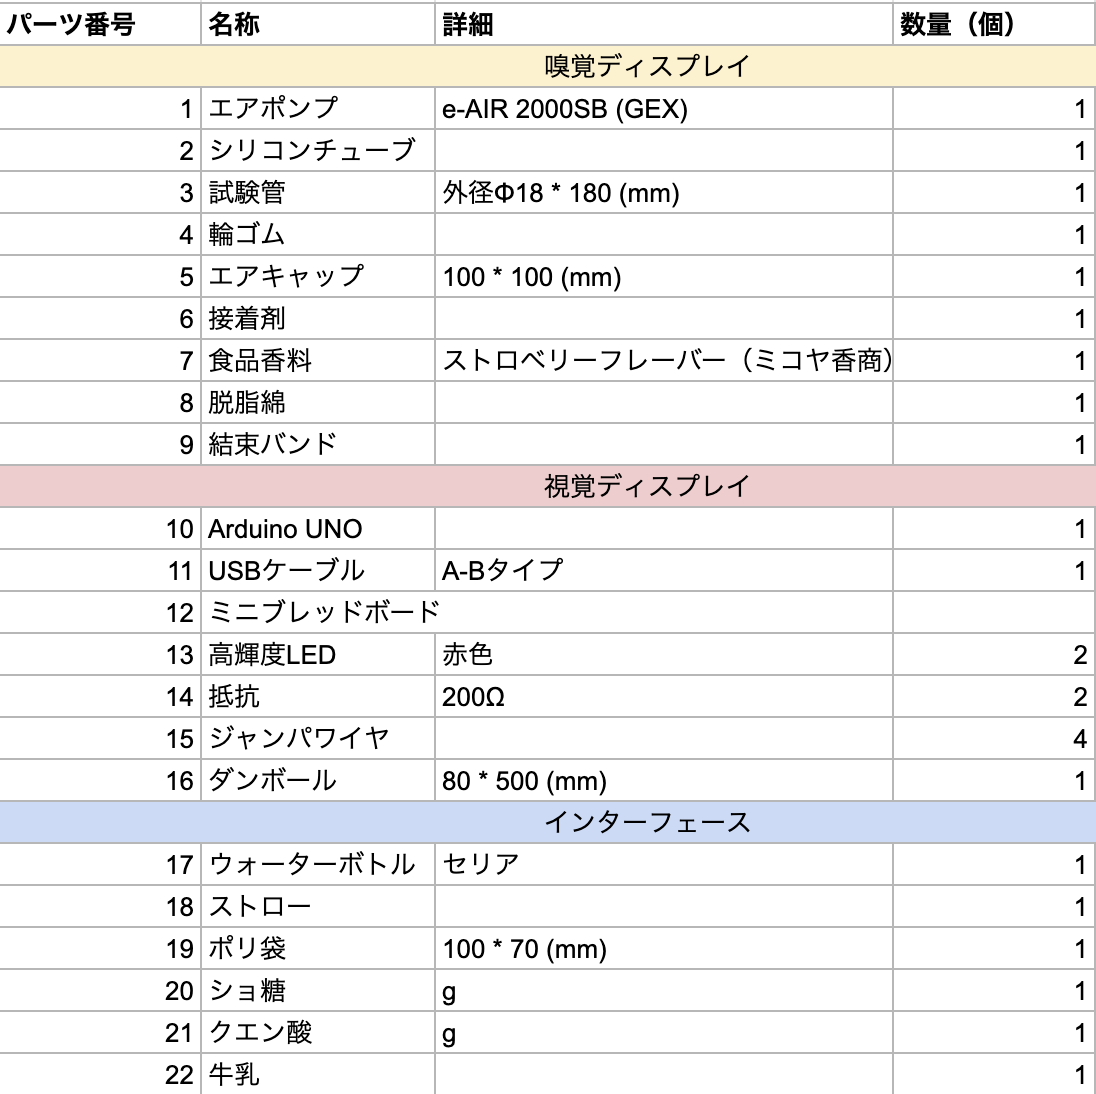 パーツ番号 名称 詳細 数量（個）
嗅覚ディスプレイ
1 エアポンプ e-AIR 2000SB (GEX) 1
2 シリコンチューブ 1
3 試験管 外径Φ18 * 180 (mm) 1
4 輪ゴム 1
5 エアキャップ 100 * 100 (mm) 1
6 接着剤 1
7 食品香料 ストロベリーフレーバー（ミコヤ香商） 1
8 脱脂綿 1
9 結束バンド 1
視覚ディスプレイ
10 Arduino UNO 1
11 USBケーブル A-Bタイプ 1
12 ミニブレッドボード
13 高輝度LED 赤色 2
14 抵抗 200Ω 2
15 ジャンパワイヤ 4
16 ダンボール 80 * 500 (mm) 1
インターフェース
17 ウォーターボトル セリア 1
18 ストロー 1
19 ポリ袋 100 * 70 (mm) 1
20 ショ糖 g 1
21 クエン酸 g 1
22 牛乳 1